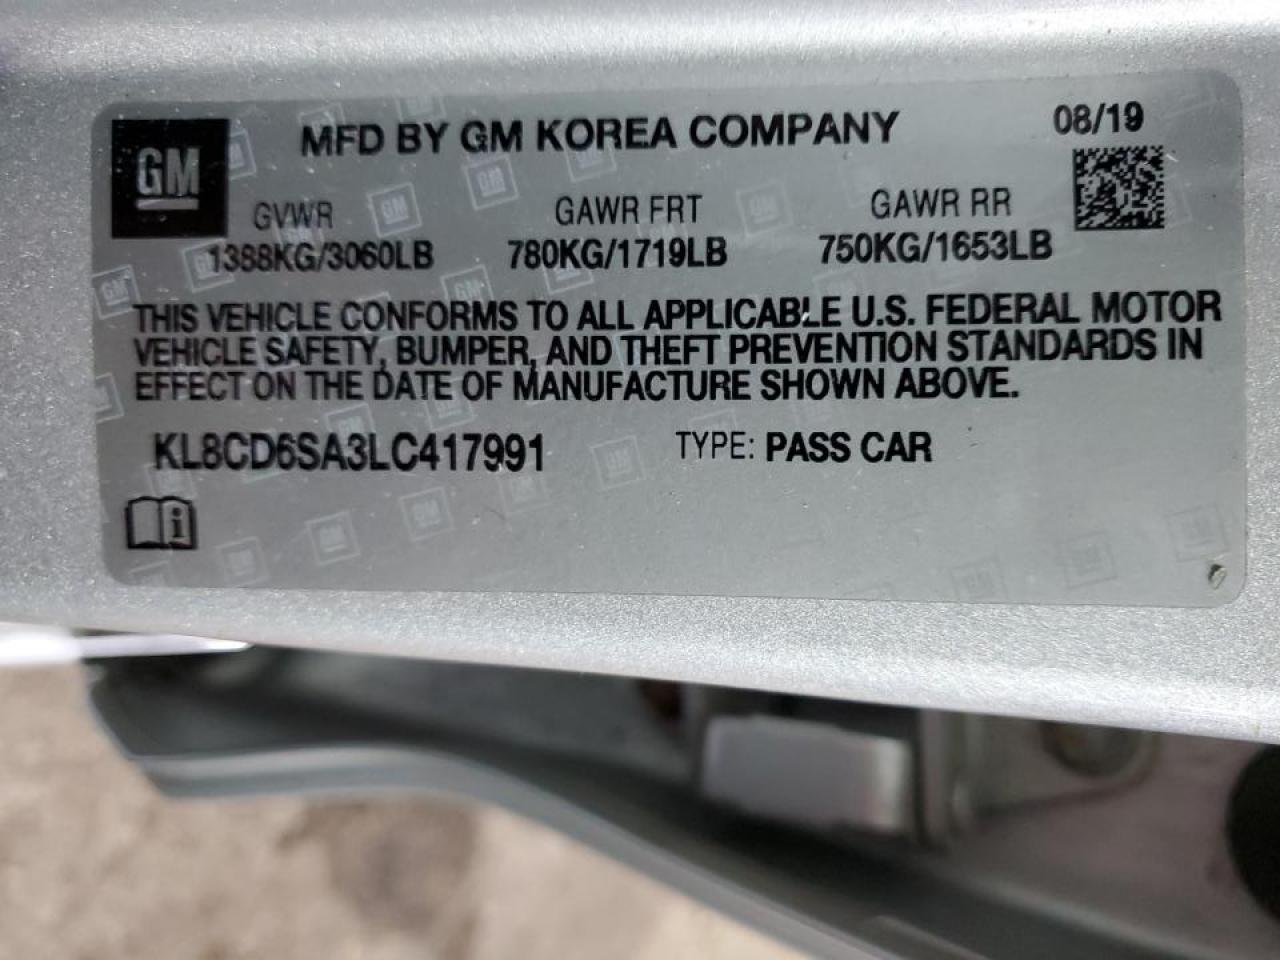 GM
MFD BY GM KOREA COMPANY
08/19
GVWR
GAWR FRT
GAWR RR
1388KG/3060LB
780KG/1719LB
750KG/1653LB
THIS VEHICLE CONFORMS TO ALL APPLICABLE U.S. FEDERAL MOTOR
VEHICLE SAFETY, BUMPER, AND THEFT PREVENTION STANDARDS IN
EFFECT ON THE DATE OF MANUFACTURE SHOWN ABOVE.
KL8CD6SA3LC417991
TYPE: PASS CAR